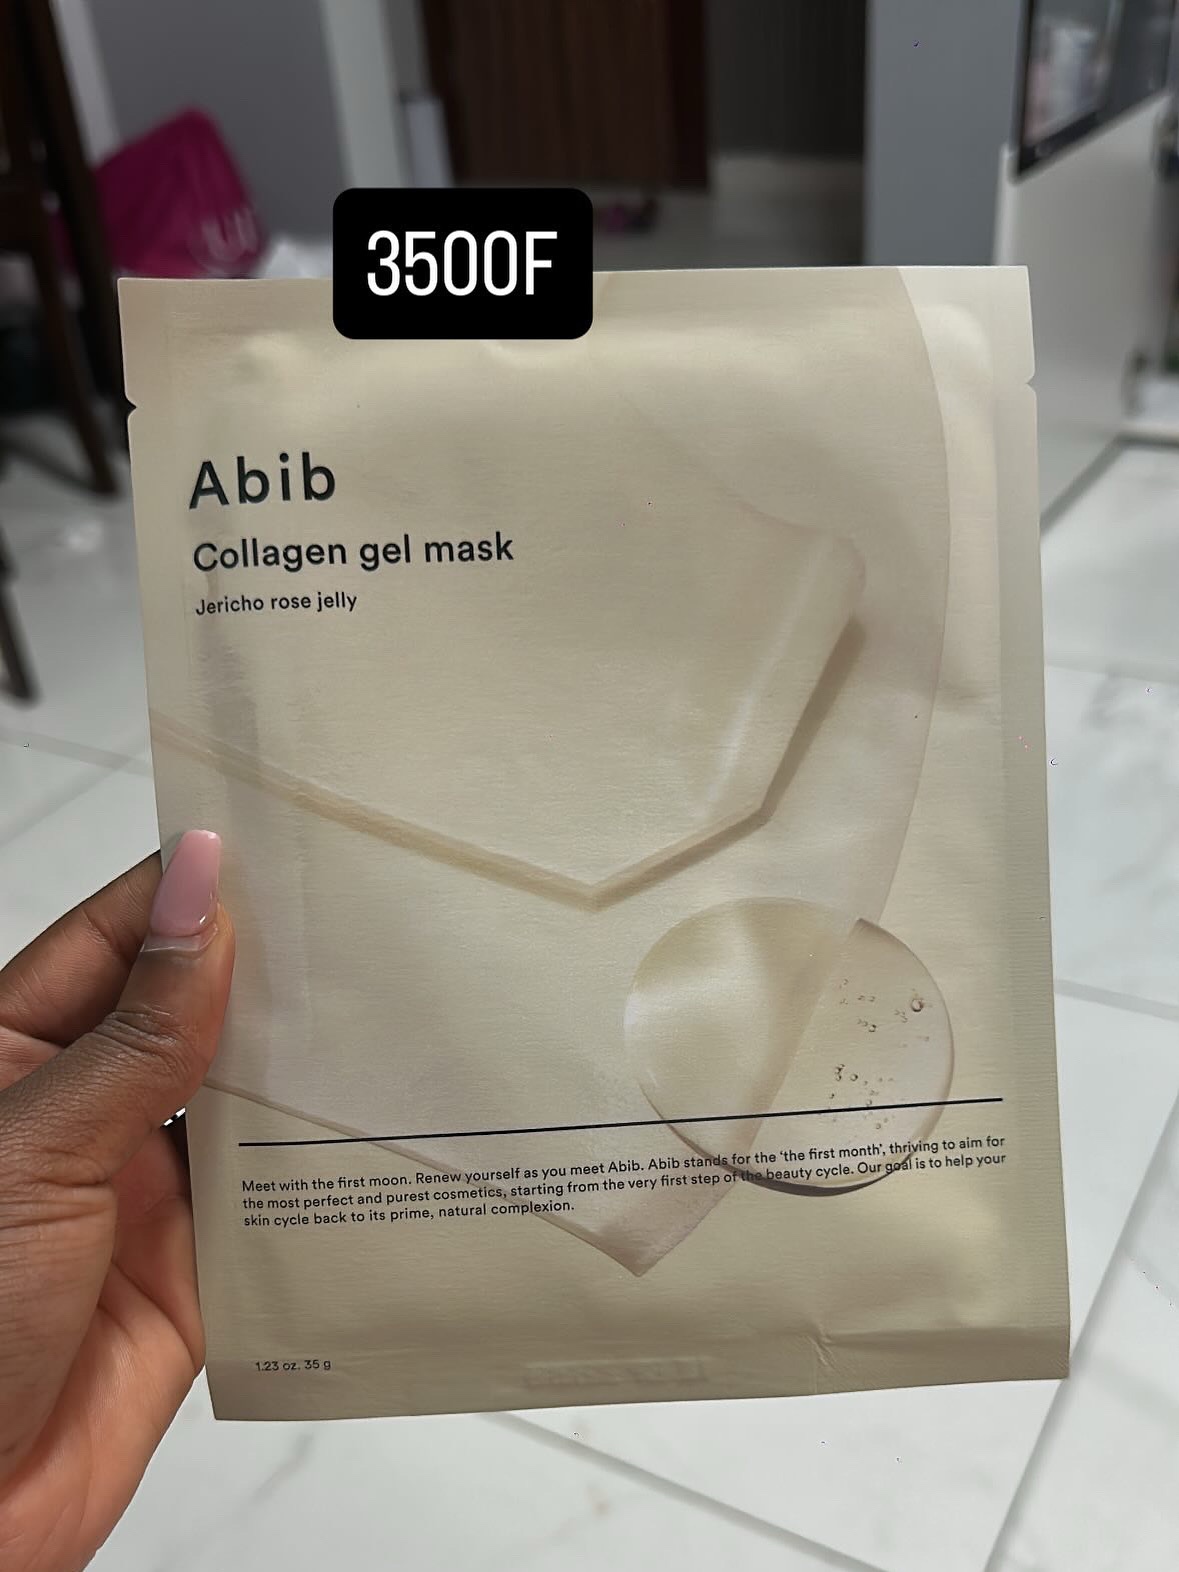 3500F
Abib
Collagen gel mask
Jericho rose jelly
Meet with the first moon. Renew yourself as you meet Abib. Abib stands for the ‘the first month’, thriving to aim for
the most perfect and purest cosmetics, starting from the very first step of the beauty cycle. Our goal is to help your
skin cycle back to its prime, natural complexion.
1.23 oz. 35 g